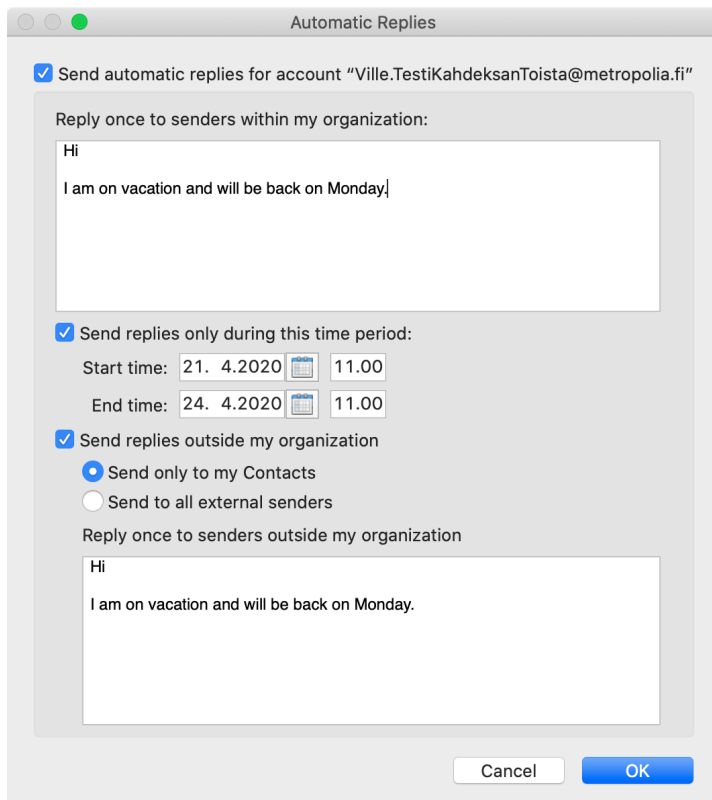 Automatic Replies
Send automatic replies for account “Ville.TestiKahdeksanToista@metropolia.fi”
Reply once to senders within my organization:
Hi
I am on vacation and will be back on Monday.
Send replies only during this time period:
Start time: 21. 4.2020 11.00
End time: 24. 4.2020 11.00
Send replies outside my organization
Send only to my Contacts
Send to all external senders
Reply once to senders outside my organization
Hi
I am on vacation and will be back on Monday.
Cancel OK